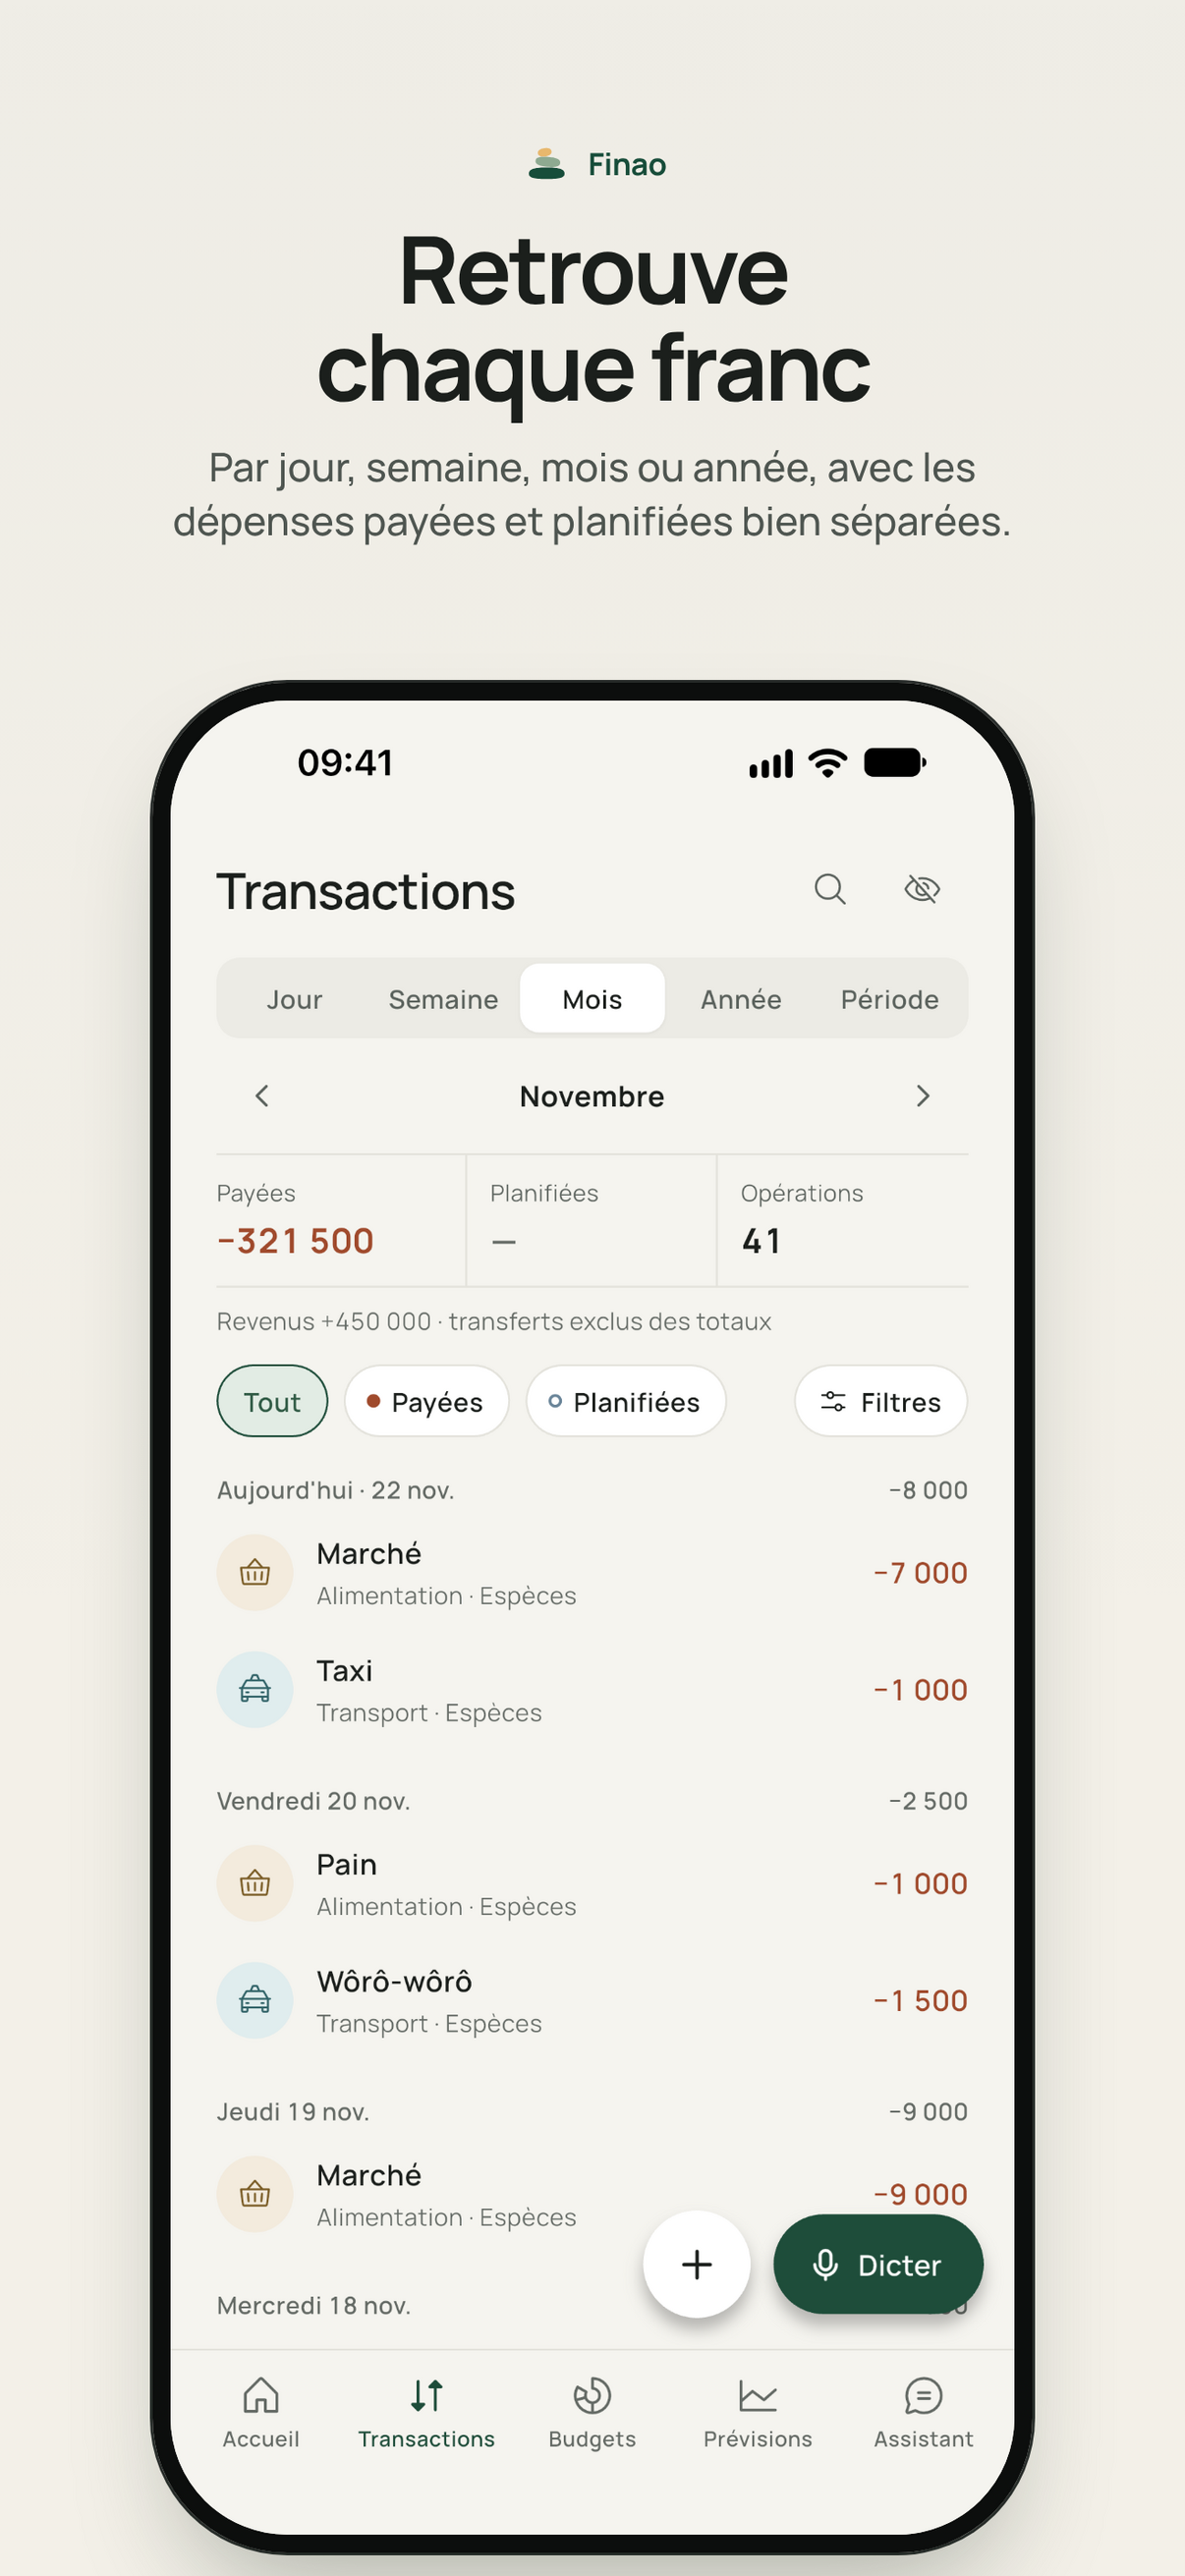 Finao
Retrouve
chaque franc
Par jour, semaine, mois ou année, avec les
dépenses payées et planifiées bien séparées.
09:41
Transactions
Jour Semaine Mois Année Période
Novembre
Payées Planifiées Opérations
−321 500 — 41
Revenus +450 000 · transferts exclus des totaux
Tout Payées Planifiées Filtres
Aujourd'hui · 22 nov. −8 000
Marché
Alimentation · Espèces
−7 000
Taxi
Transport · Espèces
−1 000
Vendredi 20 nov. −2 500
Pain
Alimentation · Espèces
−1 000
Wôrô-wôrô
Transport · Espèces
−1 500
Jeudi 19 nov. −9 000
Marché
Alimentation · Espèces
−9 000
Dicter
Mercredi 18 nov.
Accueil Transactions Budgets Prévisions Assistant